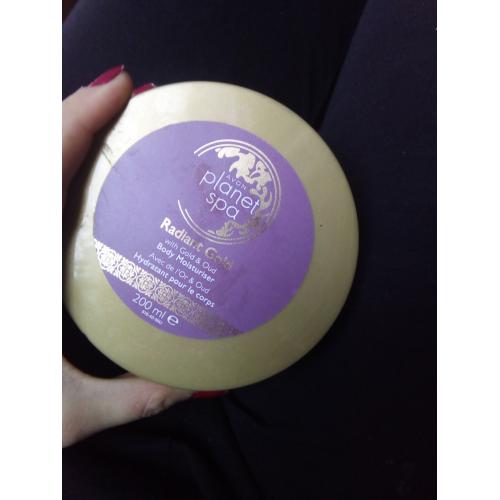 AVON
planet
spa
Radiant Gold
with Gold & Oud
Body Moisturiser
Avec de l'Or & Oud
Hydratant pour le corps
200 ml e